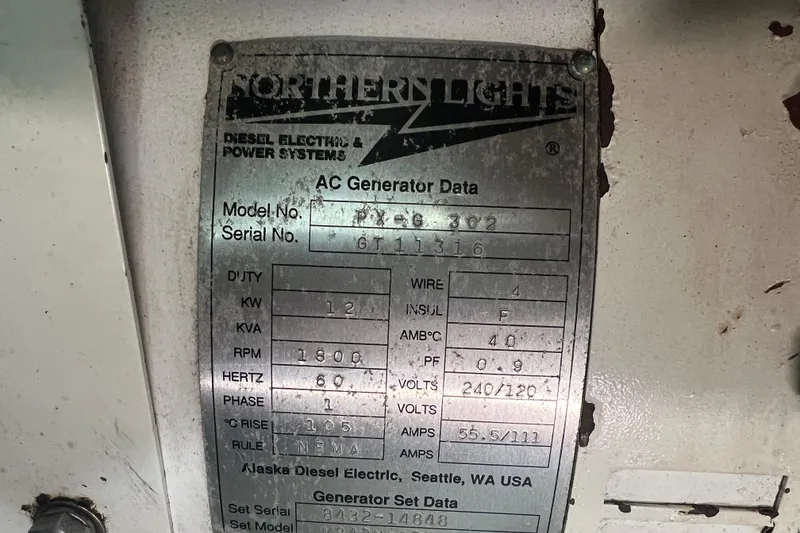 NORTHERN LIGHTS
DIESEL ELECTRIC &
POWER SYSTEMS
®
AC Generator Data
Model No. PX-G 302
Serial No. GT11316
DUTY
WIRE 4
KW 12
INSUL F
KVA
AMB°C 40
RPM 1800
PF 0.9
HERTZ 60
VOLTS 240/120
PHASE 1
VOLTS
°C RISE 105
AMPS 55.5/111
RULE NEMA
AMPS
Alaska Diesel Electric, Seattle, WA USA
Generator Set Data
Set Serial 8432-14848
Set Model